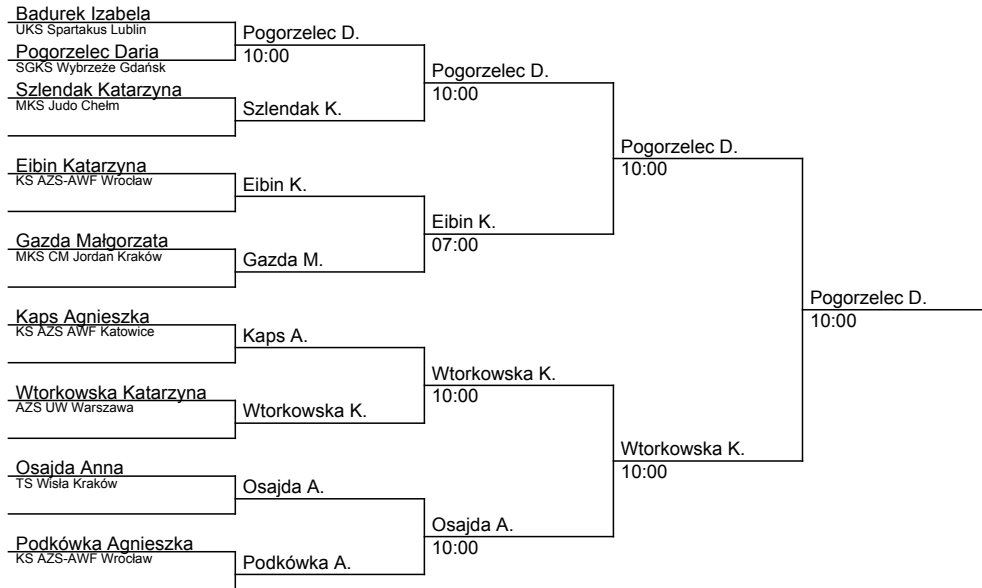 Badurek Izabela
UKS Spartakus Lublin
Pogorzelec Daria
SGKS Wybrzeże Gdańsk
Szlendak Katarzyna
MKS Judo Chełm
Eibin Katarzyna
KS AZS-AWF Wrocław
Gazda Małgorzata
MKS CM Jordan Kraków
Kaps Agnieszka
KS AZS AWF Katowice
Wtorkowska Katarzyna
AZS UW Warszawa
Osajda Anna
TS Wisła Kraków
Podkówka Agnieszka
KS AZS-AWF Wrocław
Pogorzelec D.
10:00
Szlendak K.
Eibin K.
Gazda M.
Kaps A.
Wtorkowska K.
Osajda A.
Podkówka A.
Pogorzelec D.
10:00
Eibin K.
07:00
Wtorkowska K.
10:00
Osajda A.
10:00
Pogorzelec D.
10:00
Wtorkowska K.
10:00
Pogorzelec D.
10:00